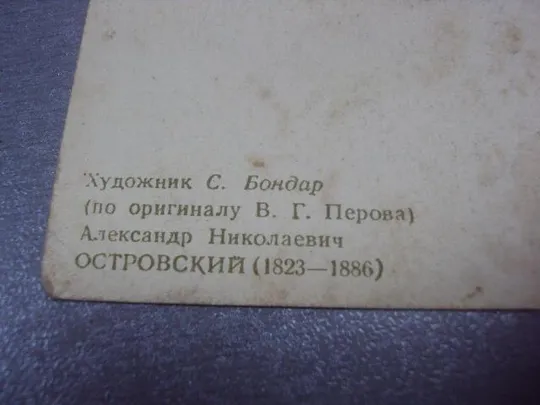 Художник С. Бондар
(по оригиналу В. Г. Перова)
Александр Николаевич
ОСТРОВСКИЙ (1823—1886)